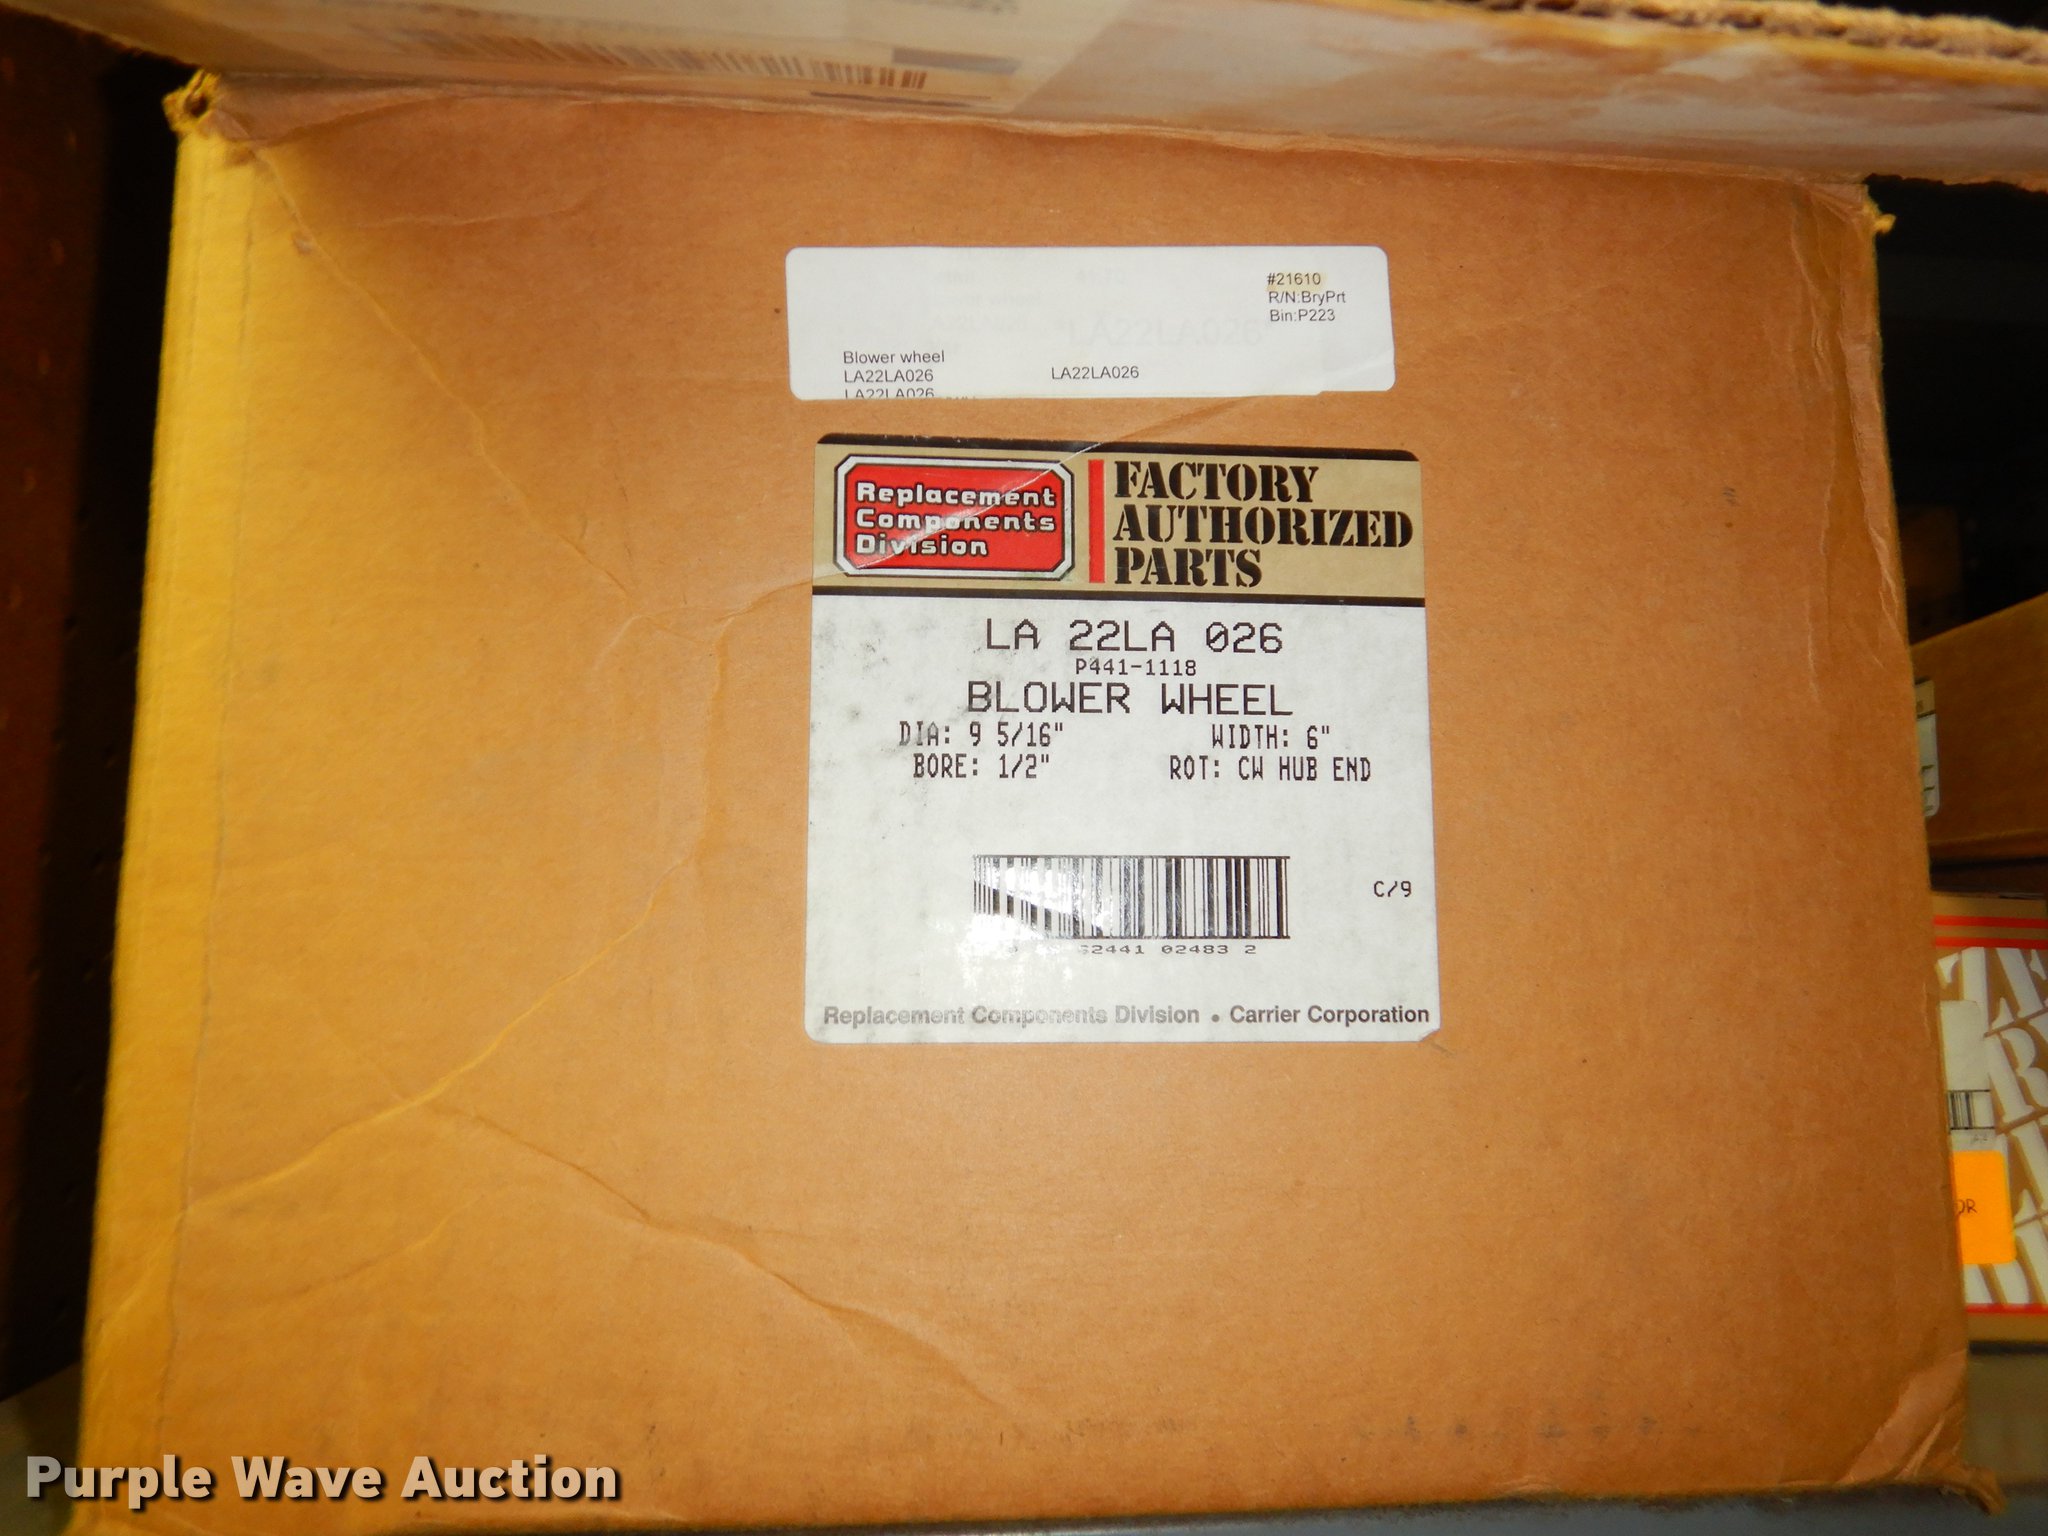 #21610
R/N:BryPrt
Bin:P223
Blower wheel
LA22LA026 LA22LA026
LA22LA026
Replacement
Components
Division
FACTORY
AUTHORIZED
PARTS
LA 22LA 026
P441-1118
BLOWER WHEEL
DIA: 9 5/16" WIDTH: 6"
BORE: 1/2" ROT: CW HUB END
C/9
02483 2
Replacement Components Division • Carrier Corporation
Purple Wave Auction